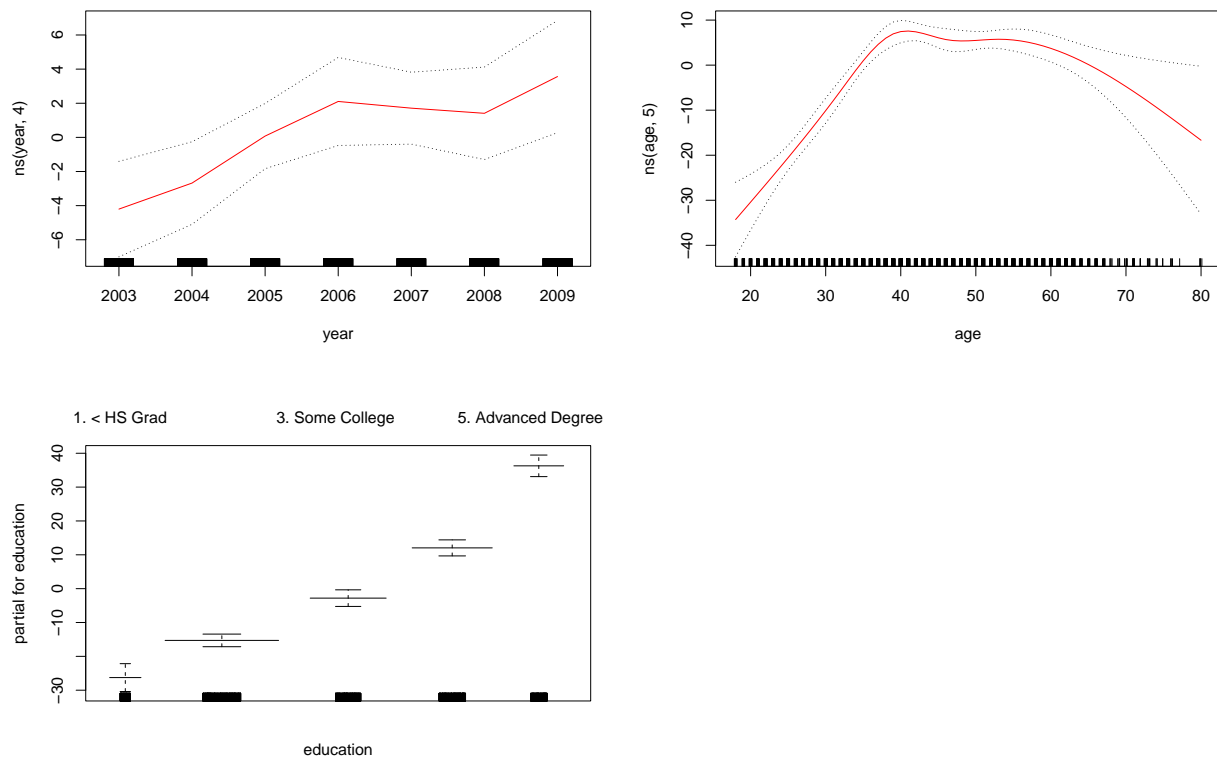 ns(year, 4)
6
4
2
0
−2
−4
−6
2003 2004 2005 2006 2007 2008 2009
year
ns(age, 5)
10
0
−10
−20
−30
−40
20 30 40 50 60 70 80
age
1. < HS Grad 3. Some College 5. Advanced Degree
partial for education
40
30
20
10
0
−10
−30
education